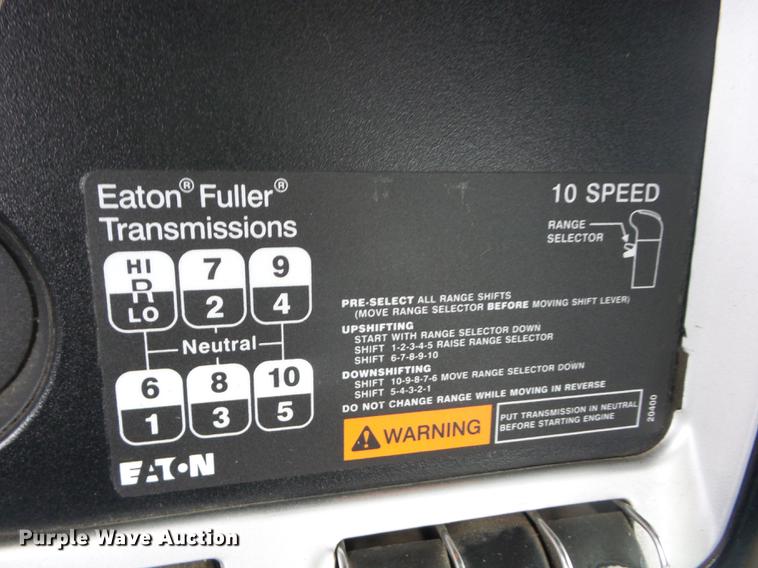 Eaton® Fuller®
Transmissions
10 SPEED
RANGE
SELECTOR
HI
R
LO
7
2
9
4
Neutral
6
1
8
3
10
5
PRE-SELECT ALL RANGE SHIFTS
(MOVE RANGE SELECTOR BEFORE MOVING SHIFT LEVER)
UPSHIFTING
START WITH RANGE SELECTOR DOWN
SHIFT 1-2-3-4-5 RAISE RANGE SELECTOR
SHIFT 6-7-8-9-10
DOWNSHIFTING
SHIFT 10-9-8-7-6 MOVE RANGE SELECTOR DOWN
SHIFT 5-4-3-2-1
DO NOT CHANGE RANGE WHILE MOVING IN REVERSE
WARNING
PUT TRANSMISSION IN NEUTRAL
BEFORE STARTING ENGINE
20400
EATON
Purple Wave Auction